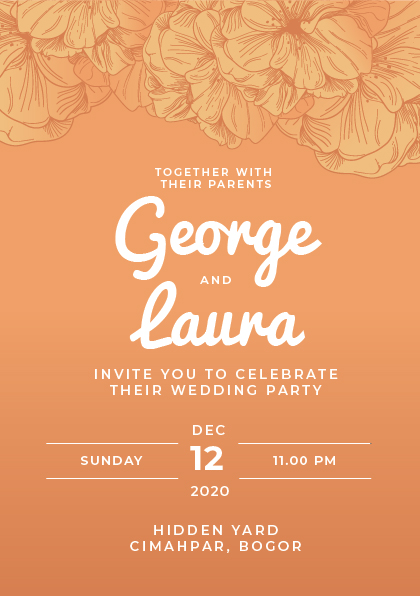 TOGETHER WITH
THEIR PARENTS
George
AND
Laura
INVITE YOU TO CELEBRATE
THEIR WEDDING PARTY
DEC
SUNDAY 12 11.00 PM
2020
HIDDEN YARD
CIMAHPAR, BOGOR